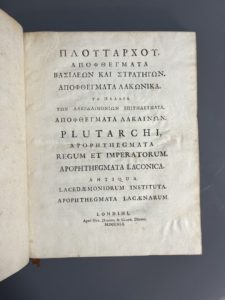 ΠΛΟΥΤΑΡΧΟΥ.
ΑΠΟΦΘΕΓΜΑΤΑ
ΒΑΣΙΛΕΩΝ ΚΑΙ ΣΤΡΑΤΗΓΩΝ.
ΑΠΟΦΘΕΓΜΑΤΑ ΛΑΚΩΝΙΚΑ.
ΤΑ ΠΑΛΑΙΑ
ΤΩΝ ΛΑΚΕΔΑΙΜΟΝΙΩΝ ΕΠΙΤΗΔΕΥΜΑΤΑ.
ΑΠΟΦΘΕΓΜΑΤΑ ΛΑΚΑΙΝΩΝ.
PLUTARCHI,
APOPHTHEGMATA
REGUM ET IMPERATORUM.
APOPHTHEGMATA LACONICA.
ANTIQUA
LACEDÆMONIORUM INSTITUTA.
APOPHTHEGMATA LACÆNARUM
LONDINI,
MDCCXLI.